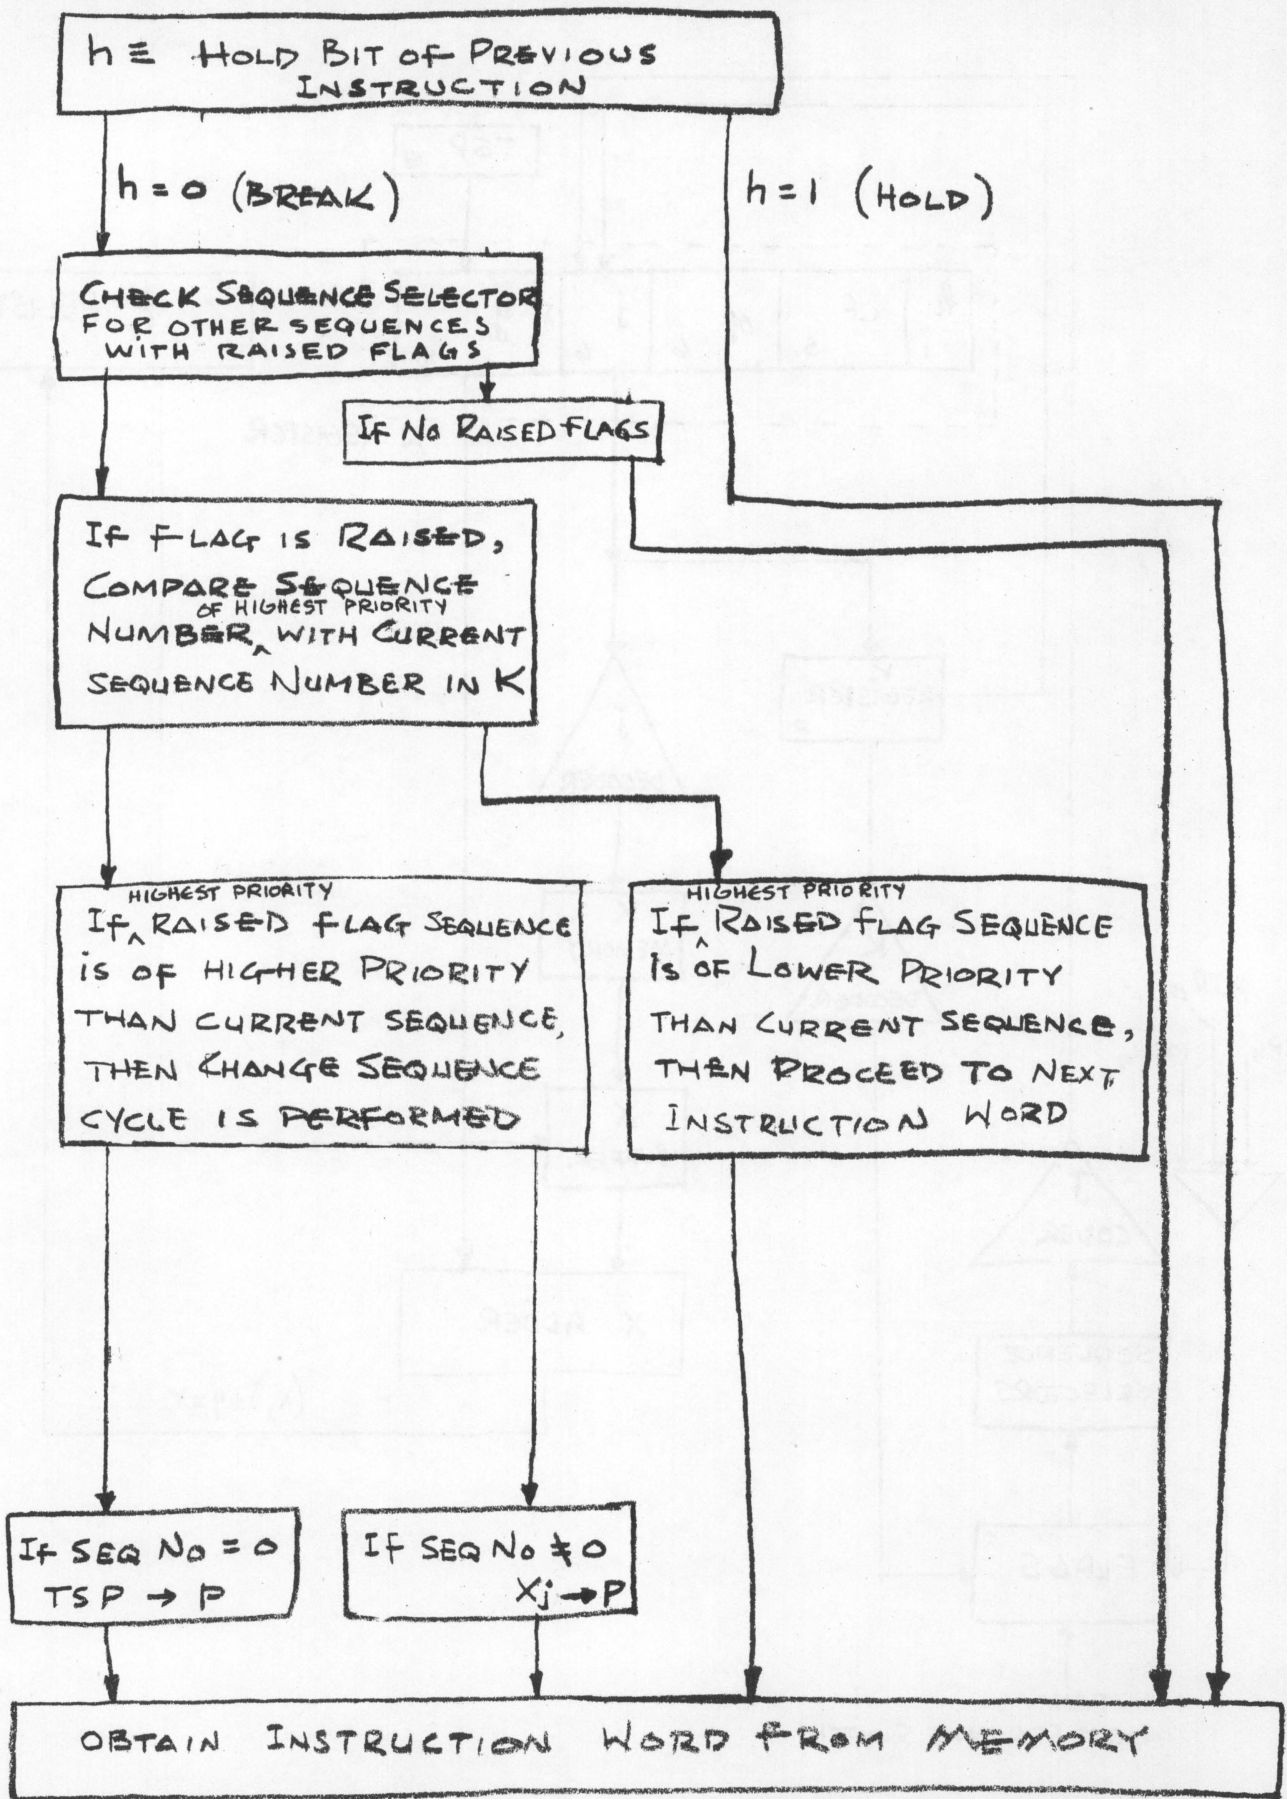 h ≡ HOLD BIT OF PREVIOUS
INSTRUCTION
h = 0 (BREAK)
h = 1 (HOLD)
CHECK SEQUENCE SELECTOR
FOR OTHER SEQUENCES
WITH RAISED FLAGS
IF NO RAISED FLAGS
IF FLAG IS RAISED,
COMPARE SEQUENCE
OF HIGHEST PRIORITY
NUMBER ^ WITH CURRENT
SEQUENCE NUMBER IN K
HIGHEST PRIORITY
IF ^ RAISED FLAG SEQUENCE
IS OF HIGHER PRIORITY
THAN CURRENT SEQUENCE,
THEN CHANGE SEQUENCE
CYCLE IS PERFORMED
HIGHEST PRIORITY
IF ^ RAISED FLAG SEQUENCE
IS OF LOWER PRIORITY
THAN CURRENT SEQUENCE,
THEN PROCEED TO NEXT
INSTRUCTION WORD
IF SEQ NO = 0
TSP → P
IF SEQ NO ≠ 0
Xj → P
OBTAIN INSTRUCTION WORD FROM MEMORY